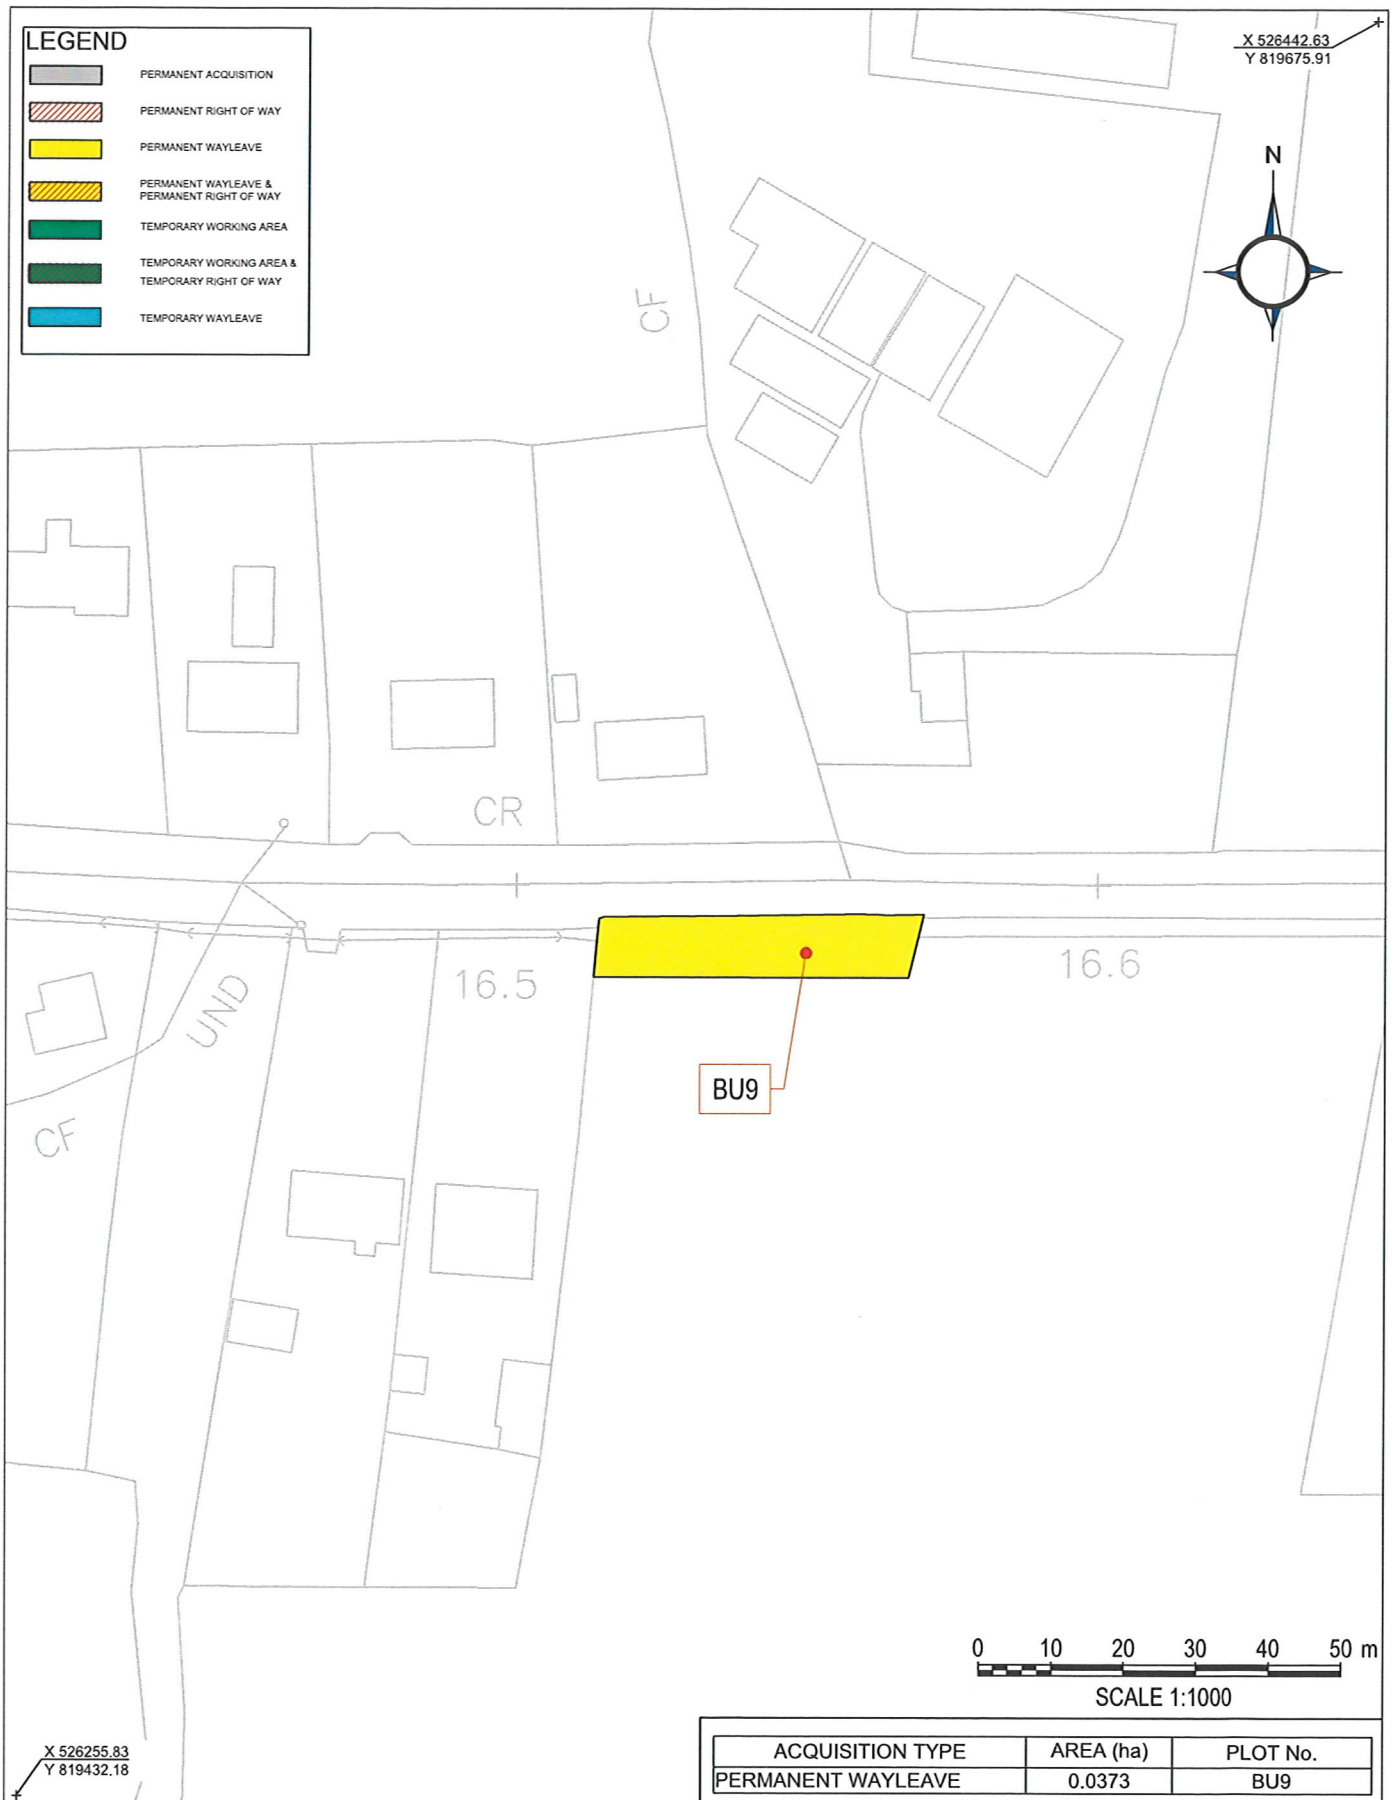 LEGEND
PERMANENT ACQUISITION
PERMANENT RIGHT OF WAY
PERMANENT WAYLEAVE
PERMANENT WAYLEAVE &
PERMANENT RIGHT OF WAY
TEMPORARY WORKING AREA
TEMPORARY WORKING AREA &
TEMPORARY RIGHT OF WAY
TEMPORARY WAYLEAVE
X 526442.63
Y 819675.91
N
CF
CR
16.5
16.6
UND
BU9
CF
0 10 20 30 40 50 m
SCALE 1:1000
X 526255.83
Y 819432.18
ACQUISITION TYPE AREA (ha) PLOT No.
PERMANENT WAYLEAVE 0.0373 BU9